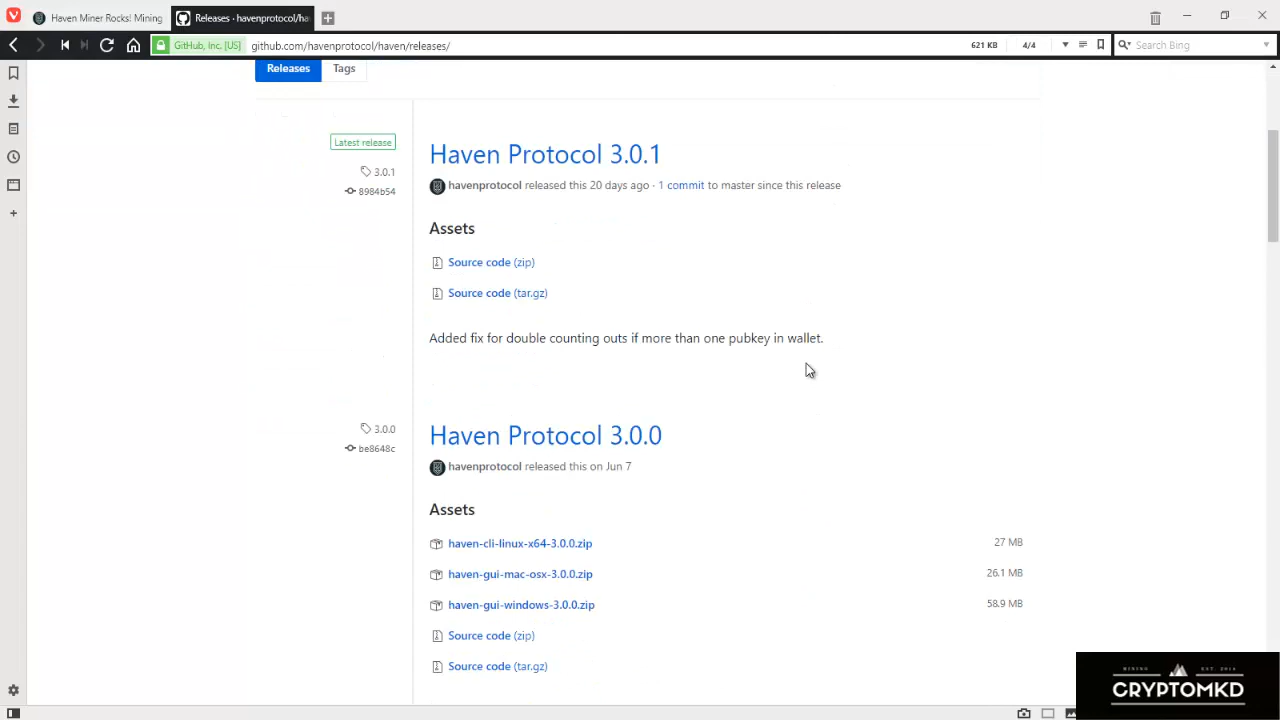 Haven Miner Rocks! Mining
Releases · havenprotocol/ha
GitHub, Inc. [US]
github.com/havenprotocol/haven/releases/
621 KB
4/4
Search Bing
Releases
Tags
Latest release
Haven Protocol 3.0.1
3.0.1
havenprotocol released this 20 days ago · 1 commit to master since this release
8984b54
Assets
Source code (zip)
Source code (tar.gz)
Added fix for double counting outs if more than one pubkey in wallet.
3.0.0
Haven Protocol 3.0.0
be8648c
havenprotocol released this on Jun 7
Assets
haven-cli-linux-x64-3.0.0.zip
27 MB
haven-gui-mac-osx-3.0.0.zip
26.1 MB
haven-gui-windows-3.0.0.zip
58.9 MB
Source code (zip)
Source code (tar.gz)
MINING
EST. 2016
CRYPTOMKD